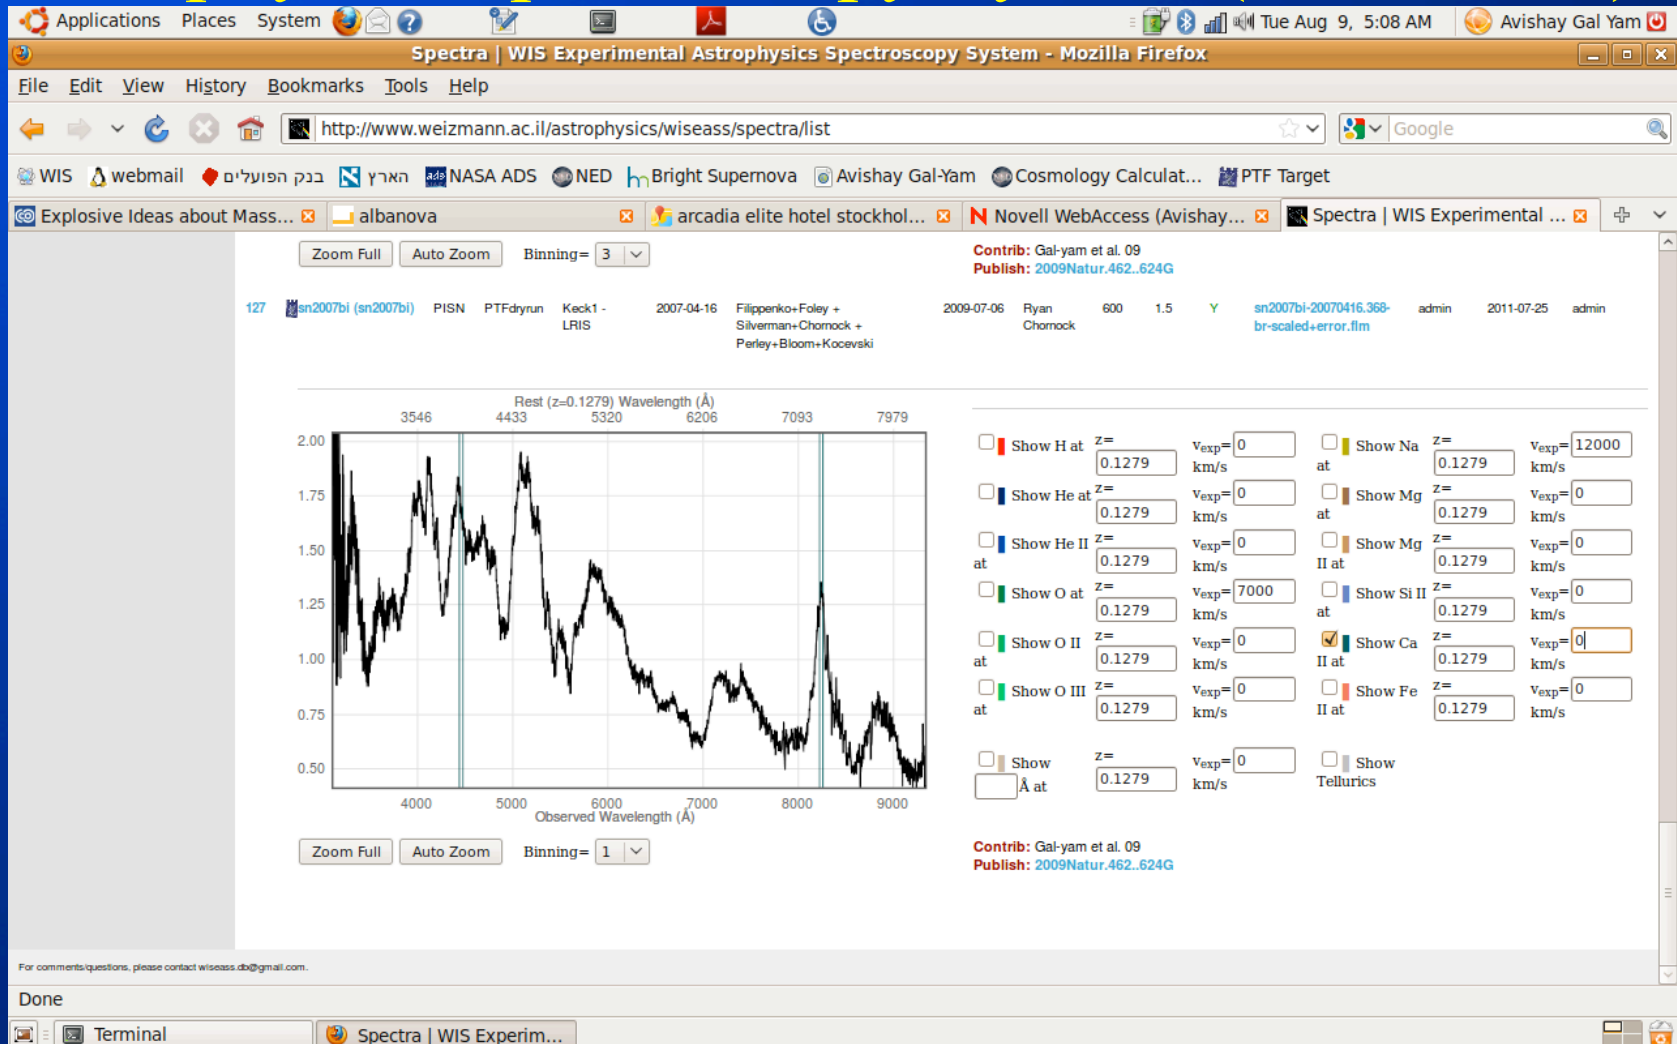 Applications Places System Tue Aug 9, 5:08 AM Avishay Gal Yam
Spectra | WIS Experimental Astrophysics Spectroscopy System - Mozilla Firefox
File Edit View History Bookmarks Tools Help
http://www.weizmann.ac.il/astrophysics/wiseass/spectra/list Google
WIS webmail בנק הפועלים הארץ NASA ADS NED Bright Supernova Avishay Gal-Yam Cosmology Calculat... PTF Target
Explosive Ideas about Mass... albanova arcadia elite hotel stockhol... Novell WebAccess (Avishay... Spectra | WIS Experimental ...
Zoom Full Auto Zoom Binning= 3
Contrib: Gal-yam et al. 09
Publish: 2009Natur.462..624G
127 sn2007bi (sn2007bi) PISN PTFdryrun Keck1 - 2007-04-16 Filippenko+Foley + 2009-07-06 Ryan 600 1.5 Y sn2007bi-20070416.368- admin 2011-07-25 admin
LRIS Silverman+Chornock + Chornock br-scaled+error.flm
Perley+Bloom+Kocevski
Rest (z=0.1279) Wavelength (Å)
3546 4433 5320 6206 7093 7979
2.00
1.75
1.50
1.25
1.00
0.75
0.50
4000 5000 6000 7000 8000 9000
Observed Wavelength (Å)
Show H at z= 0.1279 vexp= 0 km/s Show Na at z= 0.1279 vexp= 12000 km/s
Show He at z= 0.1279 vexp= 0 km/s Show Mg at z= 0.1279 vexp= 0 km/s
Show He II at z= 0.1279 vexp= 0 km/s Show Mg II at z= 0.1279 vexp= 0 km/s
Show O at z= 0.1279 vexp= 7000 km/s Show Si II at z= 0.1279 vexp= 0 km/s
Show O II at z= 0.1279 vexp= 0 km/s Show Ca II at z= 0.1279 vexp= 0 km/s
Show O III at z= 0.1279 vexp= 0 km/s Show Fe II at z= 0.1279 vexp= 0 km/s
Show Å at z= 0.1279 vexp= 0 km/s Show Tellurics
Zoom Full Auto Zoom Binning= 1
Contrib: Gal-yam et al. 09
Publish: 2009Natur.462..624G
For comments/questions, please contact wiseass.db@gmail.com.
Done
Terminal Spectra | WIS Experim...